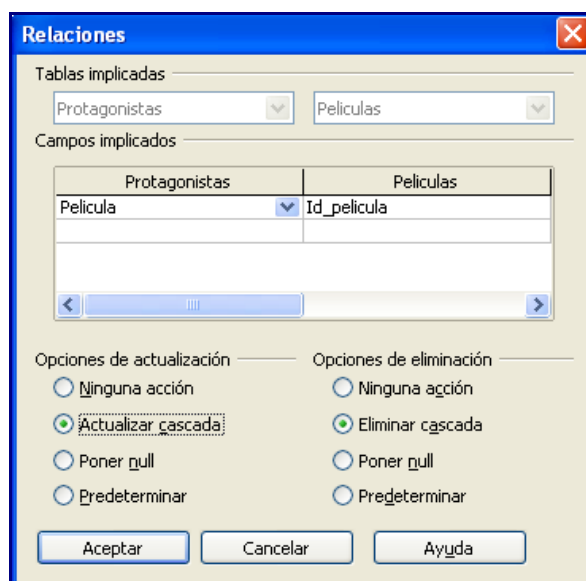 Relaciones
Tablas implicadas
Protagonistas Peliculas
Campos implicados
Protagonistas Peliculas
Pelicula Id_pelicula
Opciones de actualización Opciones de eliminación
Ninguna acción Ninguna acción
Actualizar cascada Eliminar cascada
Poner null Poner null
Predeterminar Predeterminar
Aceptar Cancelar Ayuda